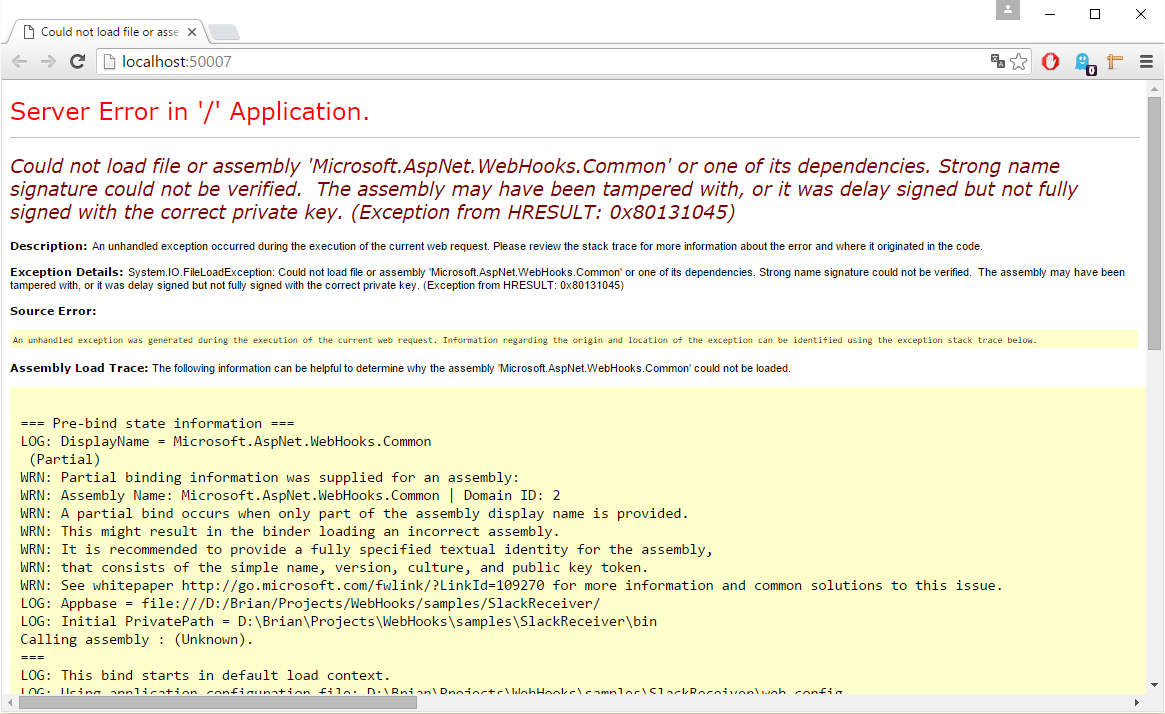 Could not load file or asse
localhost:50007
0
Server Error in '/' Application.
Could not load file or assembly 'Microsoft.AspNet.WebHooks.Common' or one of its dependencies. Strong name
signature could not be verified.  The assembly may have been tampered with, or it was delay signed but not fully
signed with the correct private key. (Exception from HRESULT: 0x80131045)
Description: An unhandled exception occurred during the execution of the current web request. Please review the stack trace for more information about the error and where it originated in the code.
Exception Details: System.IO.FileLoadException: Could not load file or assembly 'Microsoft.AspNet.WebHooks.Common' or one of its dependencies. Strong name signature could not be verified.  The assembly may have been
tampered with, or it was delay signed but not fully signed with the correct private key. (Exception from HRESULT: 0x80131045)
Source Error:
An unhandled exception was generated during the execution of the current web request. Information regarding the origin and location of the exception can be identified using the exception stack trace below.
Assembly Load Trace: The following information can be helpful to determine why the assembly 'Microsoft.AspNet.WebHooks.Common' could not be loaded.
=== Pre-bind state information ===
LOG: DisplayName = Microsoft.AspNet.WebHooks.Common
(Partial)
WRN: Partial binding information was supplied for an assembly:
WRN: Assembly Name: Microsoft.AspNet.WebHooks.Common | Domain ID: 2
WRN: A partial bind occurs when only part of the assembly display name is provided.
WRN: This might result in the binder loading an incorrect assembly.
WRN: It is recommended to provide a fully specified textual identity for the assembly,
WRN: that consists of the simple name, version, culture, and public key token.
WRN: See whitepaper http://go.microsoft.com/fwlink/?LinkId=109270 for more information and common solutions to this issue.
LOG: Appbase = file:///D:/Brian/Projects/WebHooks/samples/SlackReceiver/
LOG: Initial PrivatePath = D:\Brian\Projects\WebHooks\samples\SlackReceiver\bin
Calling assembly : (Unknown).
===
LOG: This bind starts in default load context.
LOG: Using application configuration file: D:\Brian\Projects\WebHooks\samples\SlackReceiver\web.config